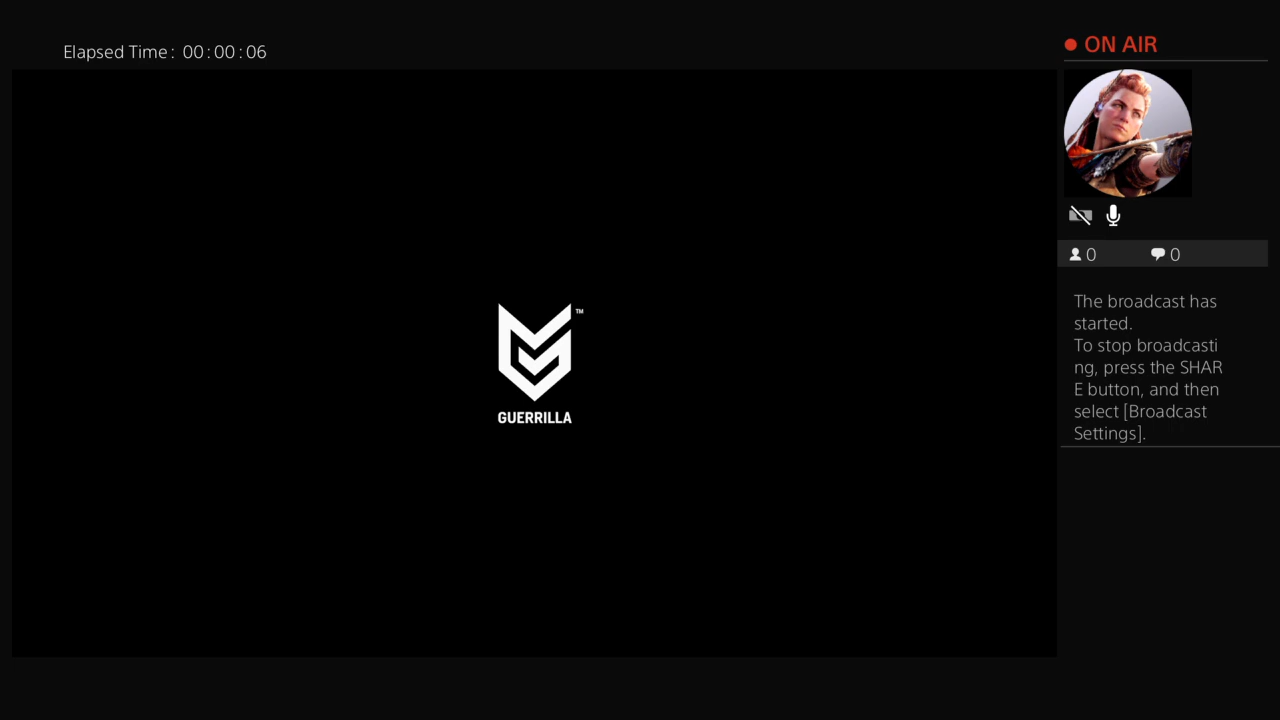 Elapsed Time: 00:00:06
ON AIR
0 0
The broadcast has
started.
To stop broadcasti
ng, press the SHAR
E button, and then
select [Broadcast
Settings].
TM
GUERRILLA